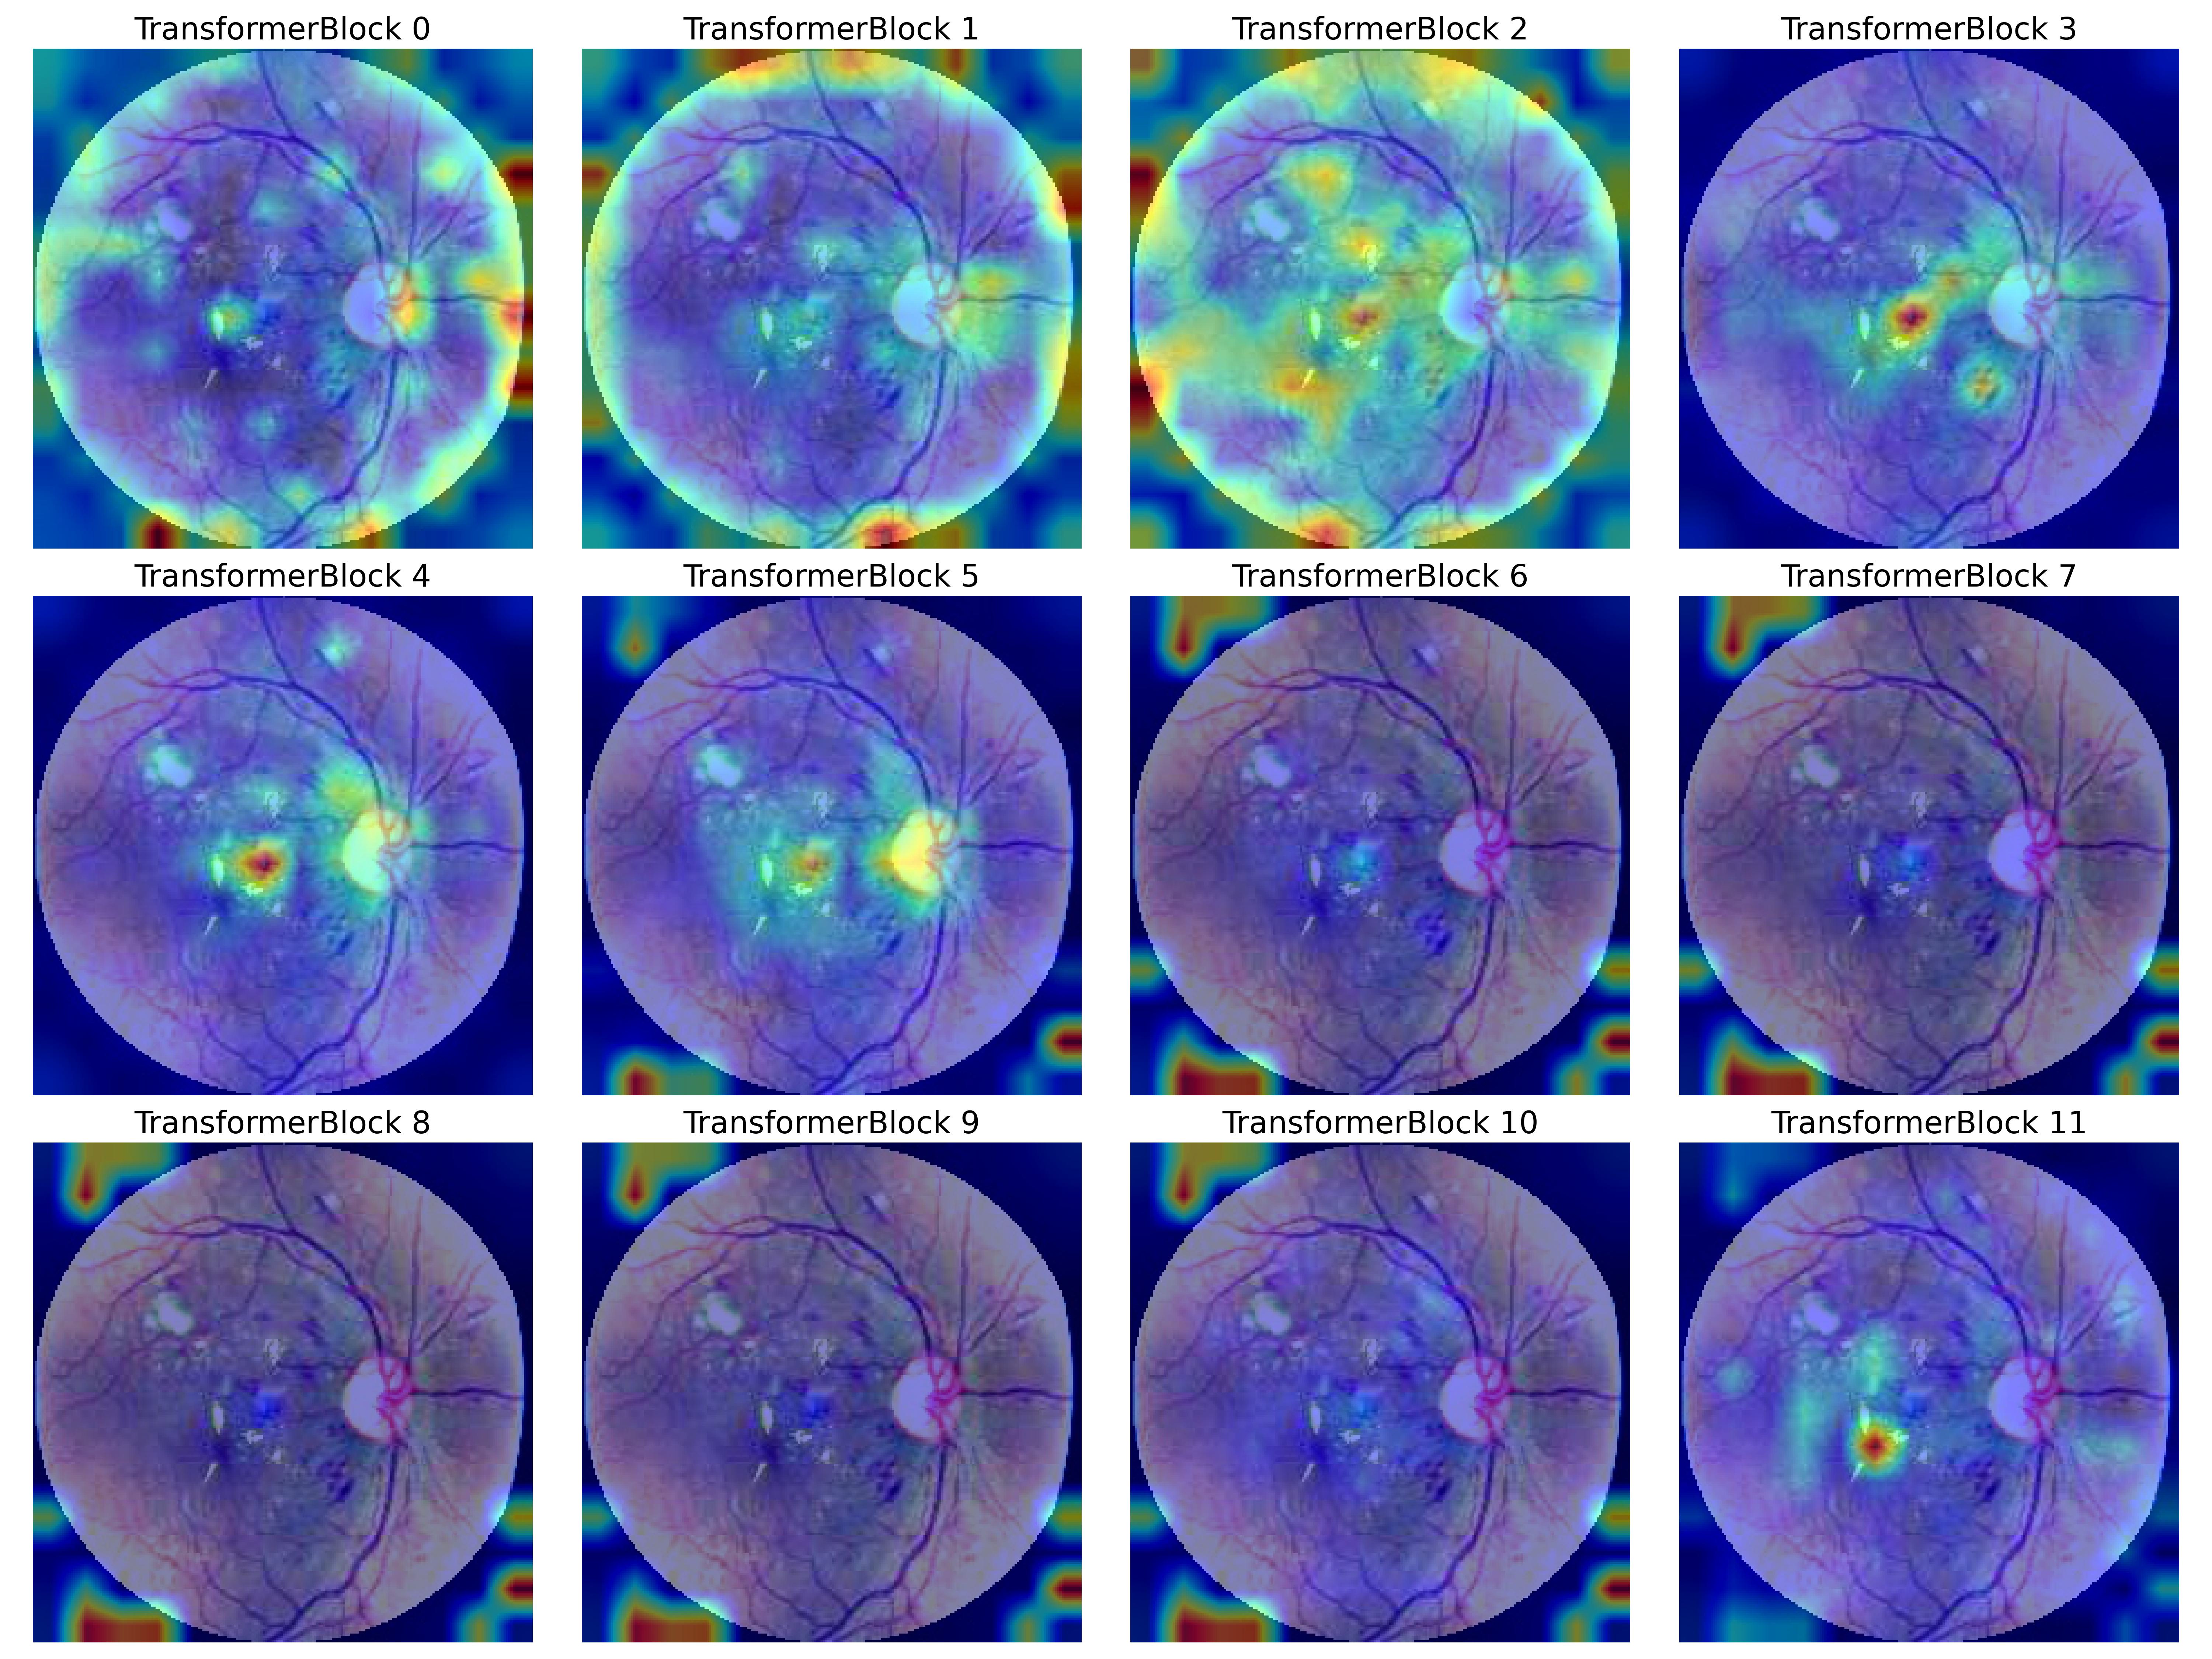 TransformerBlock 0
TransformerBlock 1
TransformerBlock 2
TransformerBlock 3
TransformerBlock 4
TransformerBlock 5
TransformerBlock 6
TransformerBlock 7
TransformerBlock 8
TransformerBlock 9
TransformerBlock 10
TransformerBlock 11